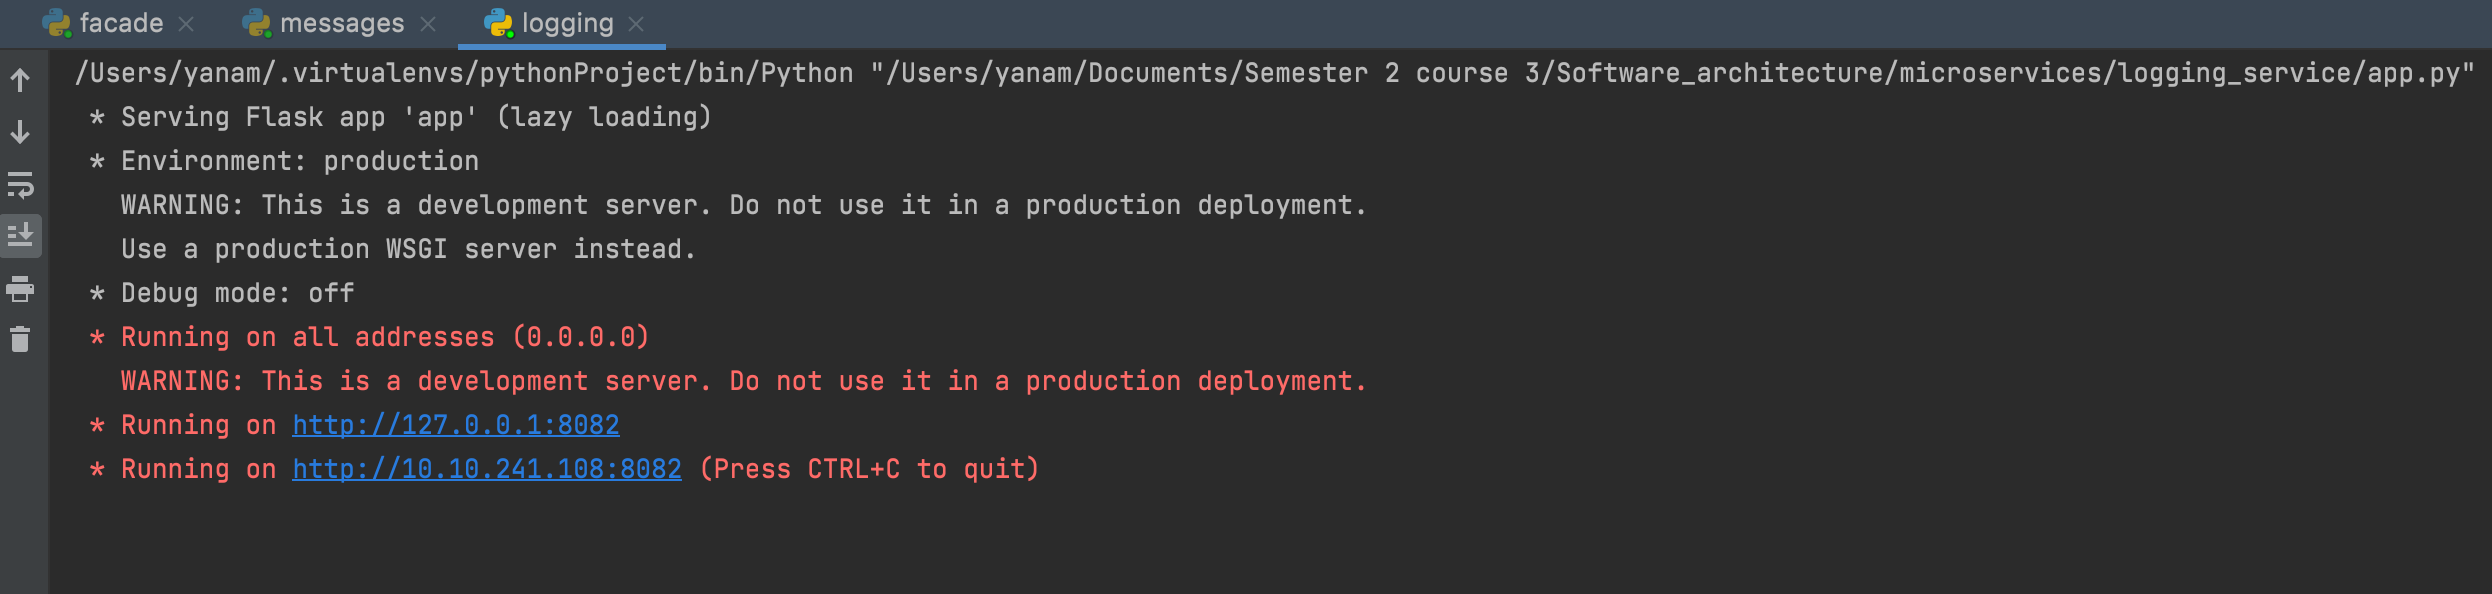 facade messages logging
/Users/yanam/.virtualenvs/pythonProject/bin/Python "/Users/yanam/Documents/Semester 2 course 3/Software_architecture/microservices/logging_service/app.py"
* Serving Flask app 'app' (lazy loading)
* Environment: production
WARNING: This is a development server. Do not use it in a production deployment.
Use a production WSGI server instead.
* Debug mode: off
* Running on all addresses (0.0.0.0)
WARNING: This is a development server. Do not use it in a production deployment.
* Running on http://127.0.0.1:8082
* Running on http://10.10.241.108:8082 (Press CTRL+C to quit)